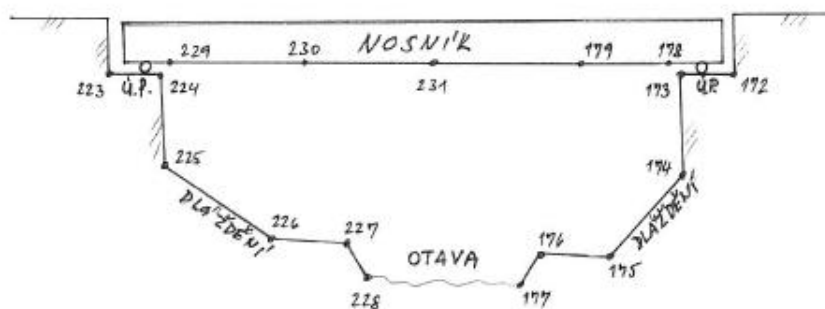 NOSNÍK
229 230 231 179 178
223 Ú.P. 224 173 Ú.P. 172
225 174
DLÁŽDĚNÍ DLÁŽDĚNÍ
226 227 OTAVA 176 175
228 177